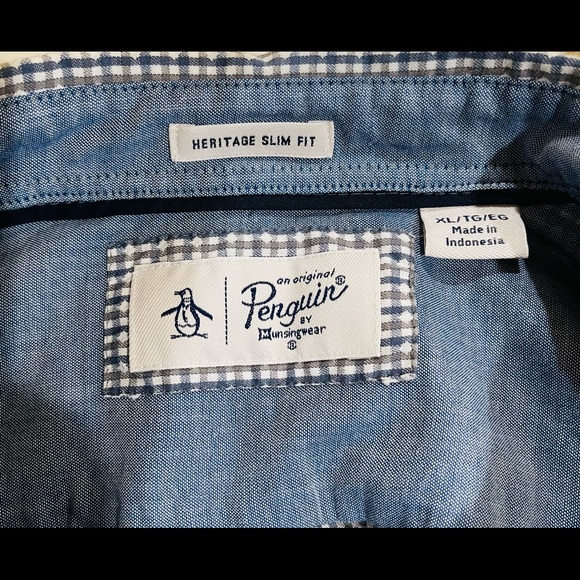 HERITAGE SLIM FIT
XL/TG/EG
Made in
Indonesia
an original
Penguin®
BY
Munsingwear
®